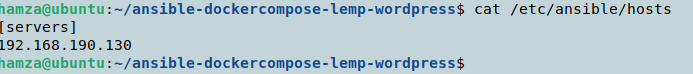 hamza@ubuntu:~/ansible-dockercompose-lemp-wordpress$ cat /etc/ansible/hosts
[servers]
192.168.190.130
hamza@ubuntu:~/ansible-dockercompose-lemp-wordpress$